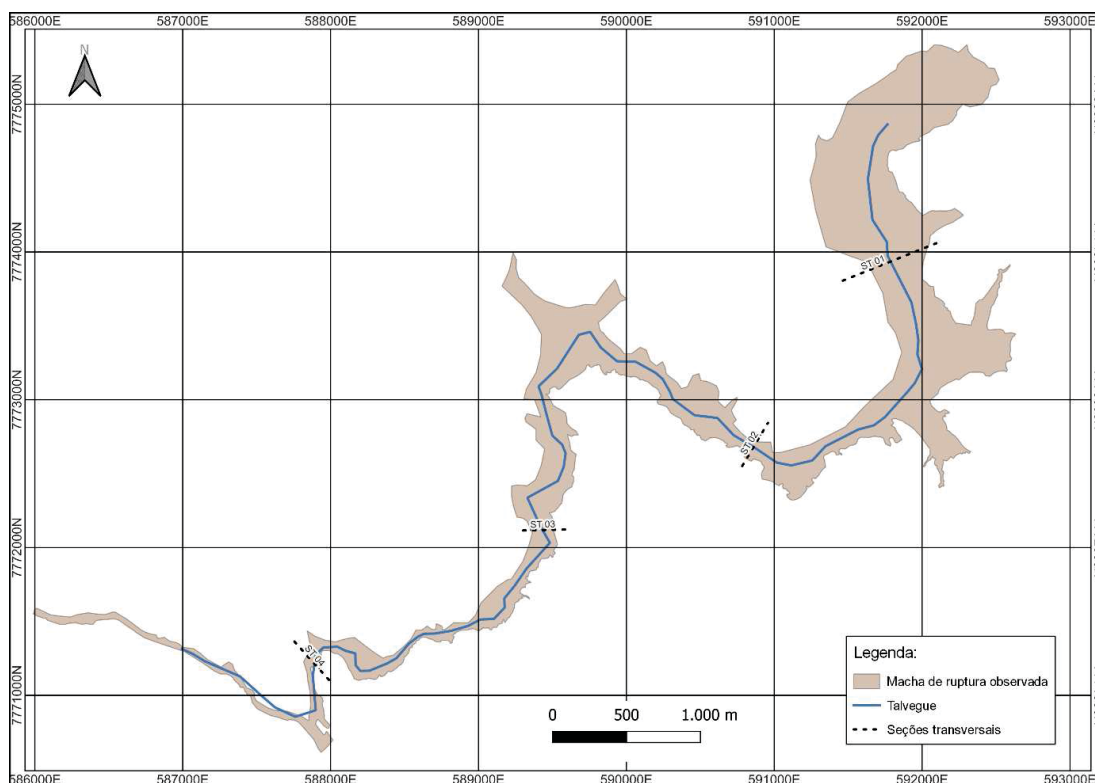 586000E 587000E 588000E 589000E 590000E 591000E 592000E 593000E
N
7775000N
7774000N
7773000N
7772000N
7771000N
ST 01
ST 02
ST 03
ST 04
0 500 1.000 m
Legenda:
Macha de ruptura observada
Talvegue
Seções transversais
586000E 587000E 588000E 589000E 590000E 591000E 592000E 593000E